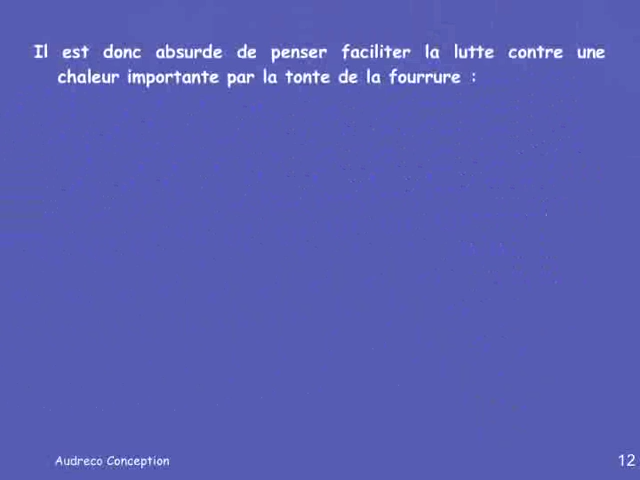 Il est donc absurde de penser faciliter la lutte contre une
chaleur importante par la tonte de la fourrure :
Audreco Conception
12